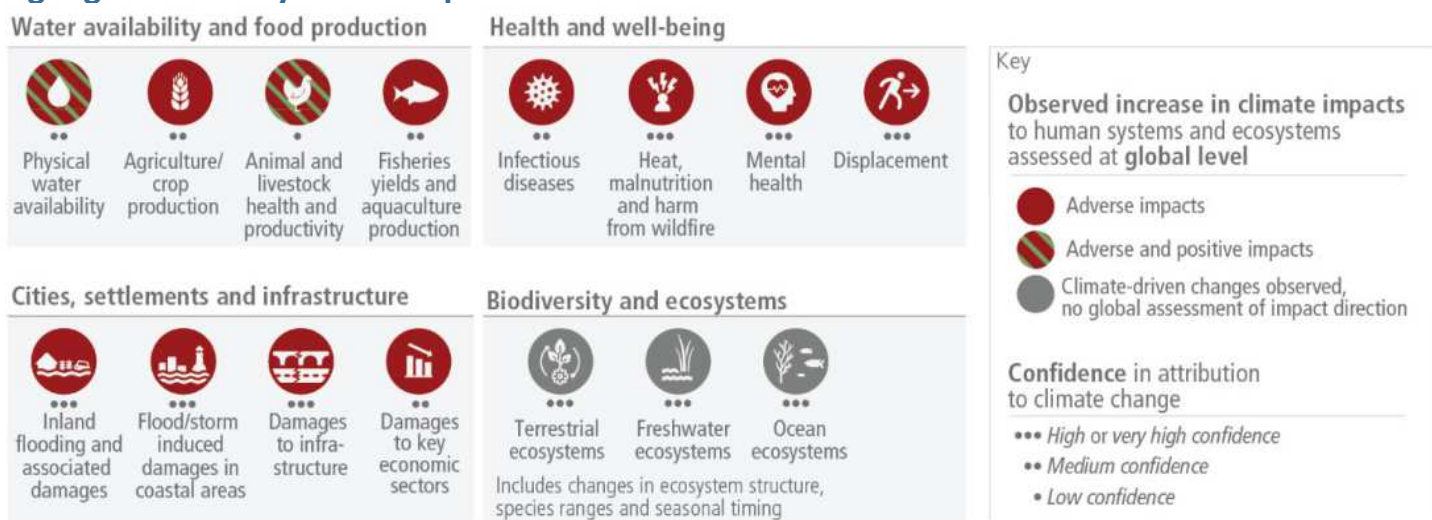 Water availability and food production
Physical
water
availability
Agriculture/
crop
production
Animal and
livestock
health and
productivity
Fisheries
yields and
aquaculture
production
Health and well-being
Infectious
diseases
Heat,
malnutrition
and harm
from wildfire
Mental
health
Displacement
Cities, settlements and infrastructure
Inland
flooding and
associated
damages
Flood/storm
induced
damages in
coastal areas
Damages
to infra-
structure
Damages
to key
economic
sectors
Biodiversity and ecosystems
Terrestrial
ecosystems
Freshwater
ecosystems
Ocean
ecosystems
Includes changes in ecosystem structure,
species ranges and seasonal timing
Key
Observed increase in climate impacts
to human systems and ecosystems
assessed at global level
Adverse impacts
Adverse and positive impacts
Climate-driven changes observed,
no global assessment of impact direction
Confidence in attribution
to climate change
••• High or very high confidence
•• Medium confidence
• Low confidence